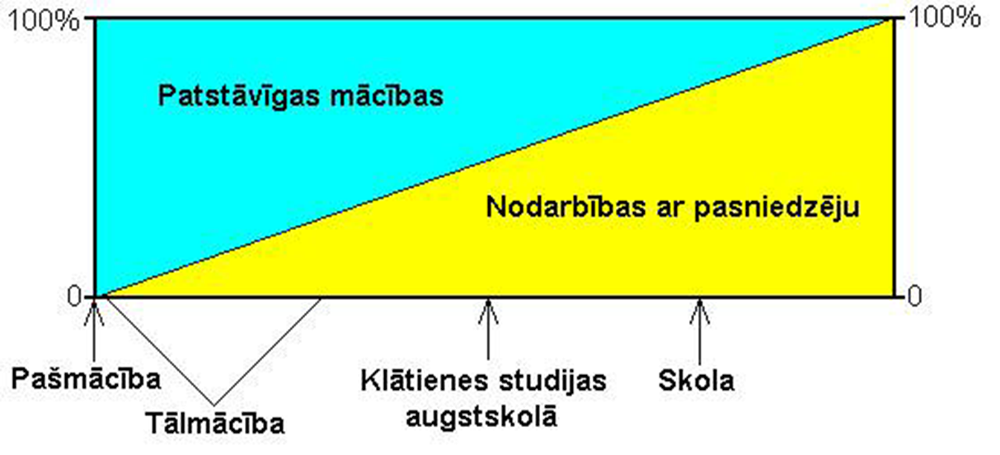 100%
100%
Patstāvīgas mācības
Nodarbības ar pasniedzēju
0
0
Pašmācība
Tālmācība
Klātienes studijas
augstskolā
Skola